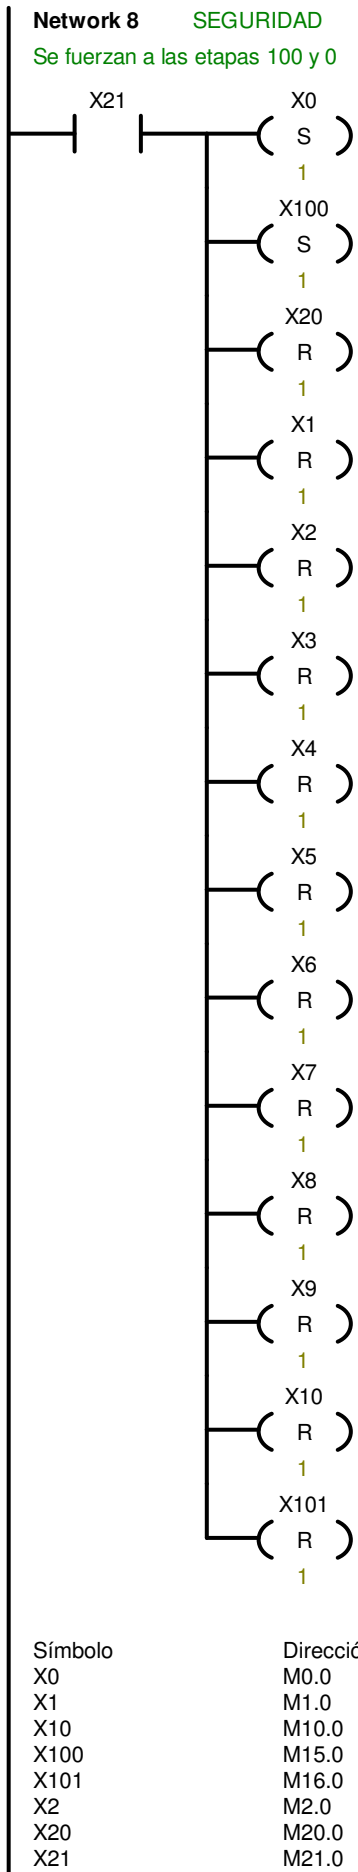 Network 8 SEGURIDAD
Se fuerzan a las etapas 100 y 0
X21 X0
S
1
X100
S
1
X20
R
1
X1
R
1
X2
R
1
X3
R
1
X4
R
1
X5
R
1
X6
R
1
X7
R
1
X8
R
1
X9
R
1
X10
R
1
X101
R
1
Símbolo Direcció
X0 M0.0
X1 M1.0
X10 M10.0
X100 M15.0
X101 M16.0
X2 M2.0
X20 M20.0
X21 M21.0